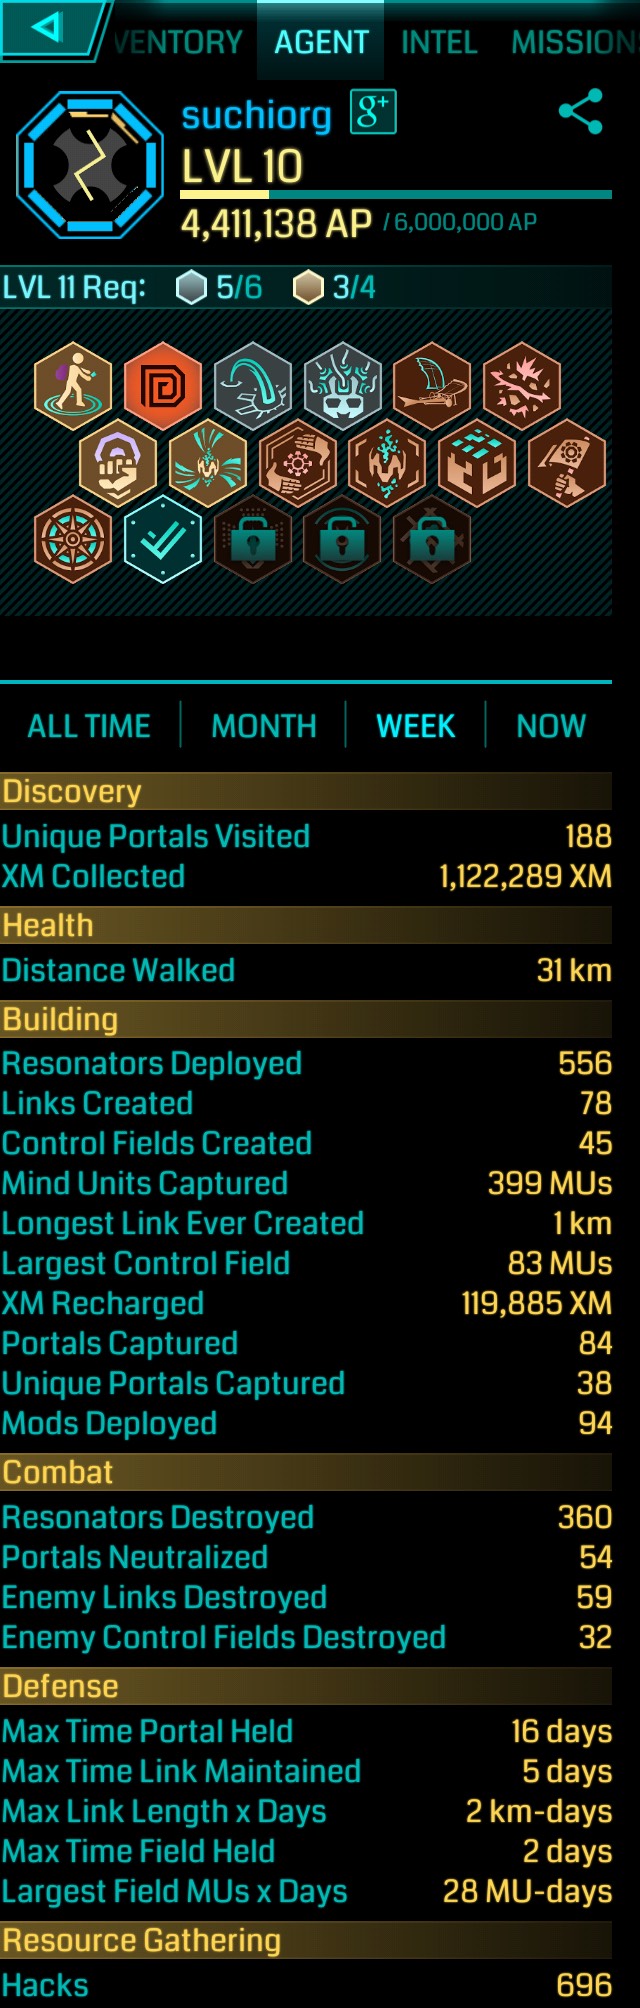 VENTORY AGENT INTEL MISSION
suchiorg g+
LVL 10
4,411,138 AP / 6,000,000 AP
LVL 11 Req: 5/6 3/4
ALL TIME MONTH WEEK NOW
Discovery
Unique Portals Visited 188
XM Collected 1,122,289 XM
Health
Distance Walked 31 km
Building
Resonators Deployed 556
Links Created 78
Control Fields Created 45
Mind Units Captured 399 MUs
Longest Link Ever Created 1 km
Largest Control Field 83 MUs
XM Recharged 119,885 XM
Portals Captured 84
Unique Portals Captured 38
Mods Deployed 94
Combat
Resonators Destroyed 360
Portals Neutralized 54
Enemy Links Destroyed 59
Enemy Control Fields Destroyed 32
Defense
Max Time Portal Held 16 days
Max Time Link Maintained 5 days
Max Link Length x Days 2 km-days
Max Time Field Held 2 days
Largest Field MUs x Days 28 MU-days
Resource Gathering
Hacks 696